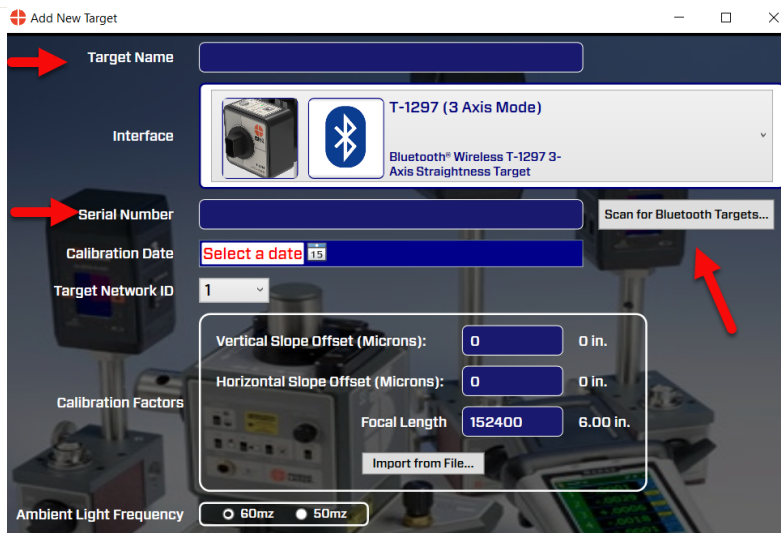 Add New Target
Target Name
T-1297 (3 Axis Mode)
Interface
Bluetooth® Wireless T-1297 3-
Axis Straightness Target
Serial Number
Scan for Bluetooth Targets...
Calibration Date
Select a date 15
Target Network ID
1
Vertical Slope Offset (Microns):
0
0 in.
Horizontal Slope Offset (Microns):
0
0 in.
Calibration Factors
Focal Length
152400
6.00 in.
Import from File...
Ambient Light Frequency
60mz
50mz